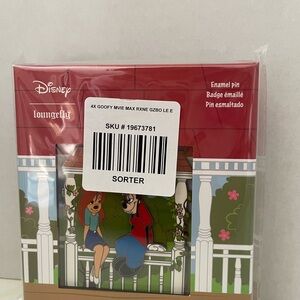 Disney
loungefly
Enamel pin
Badge émaillé
Pin esmaltado
4X GOOFY MVIE MAX RXNE GZBO LE E
SKU # 19673781
SORTER